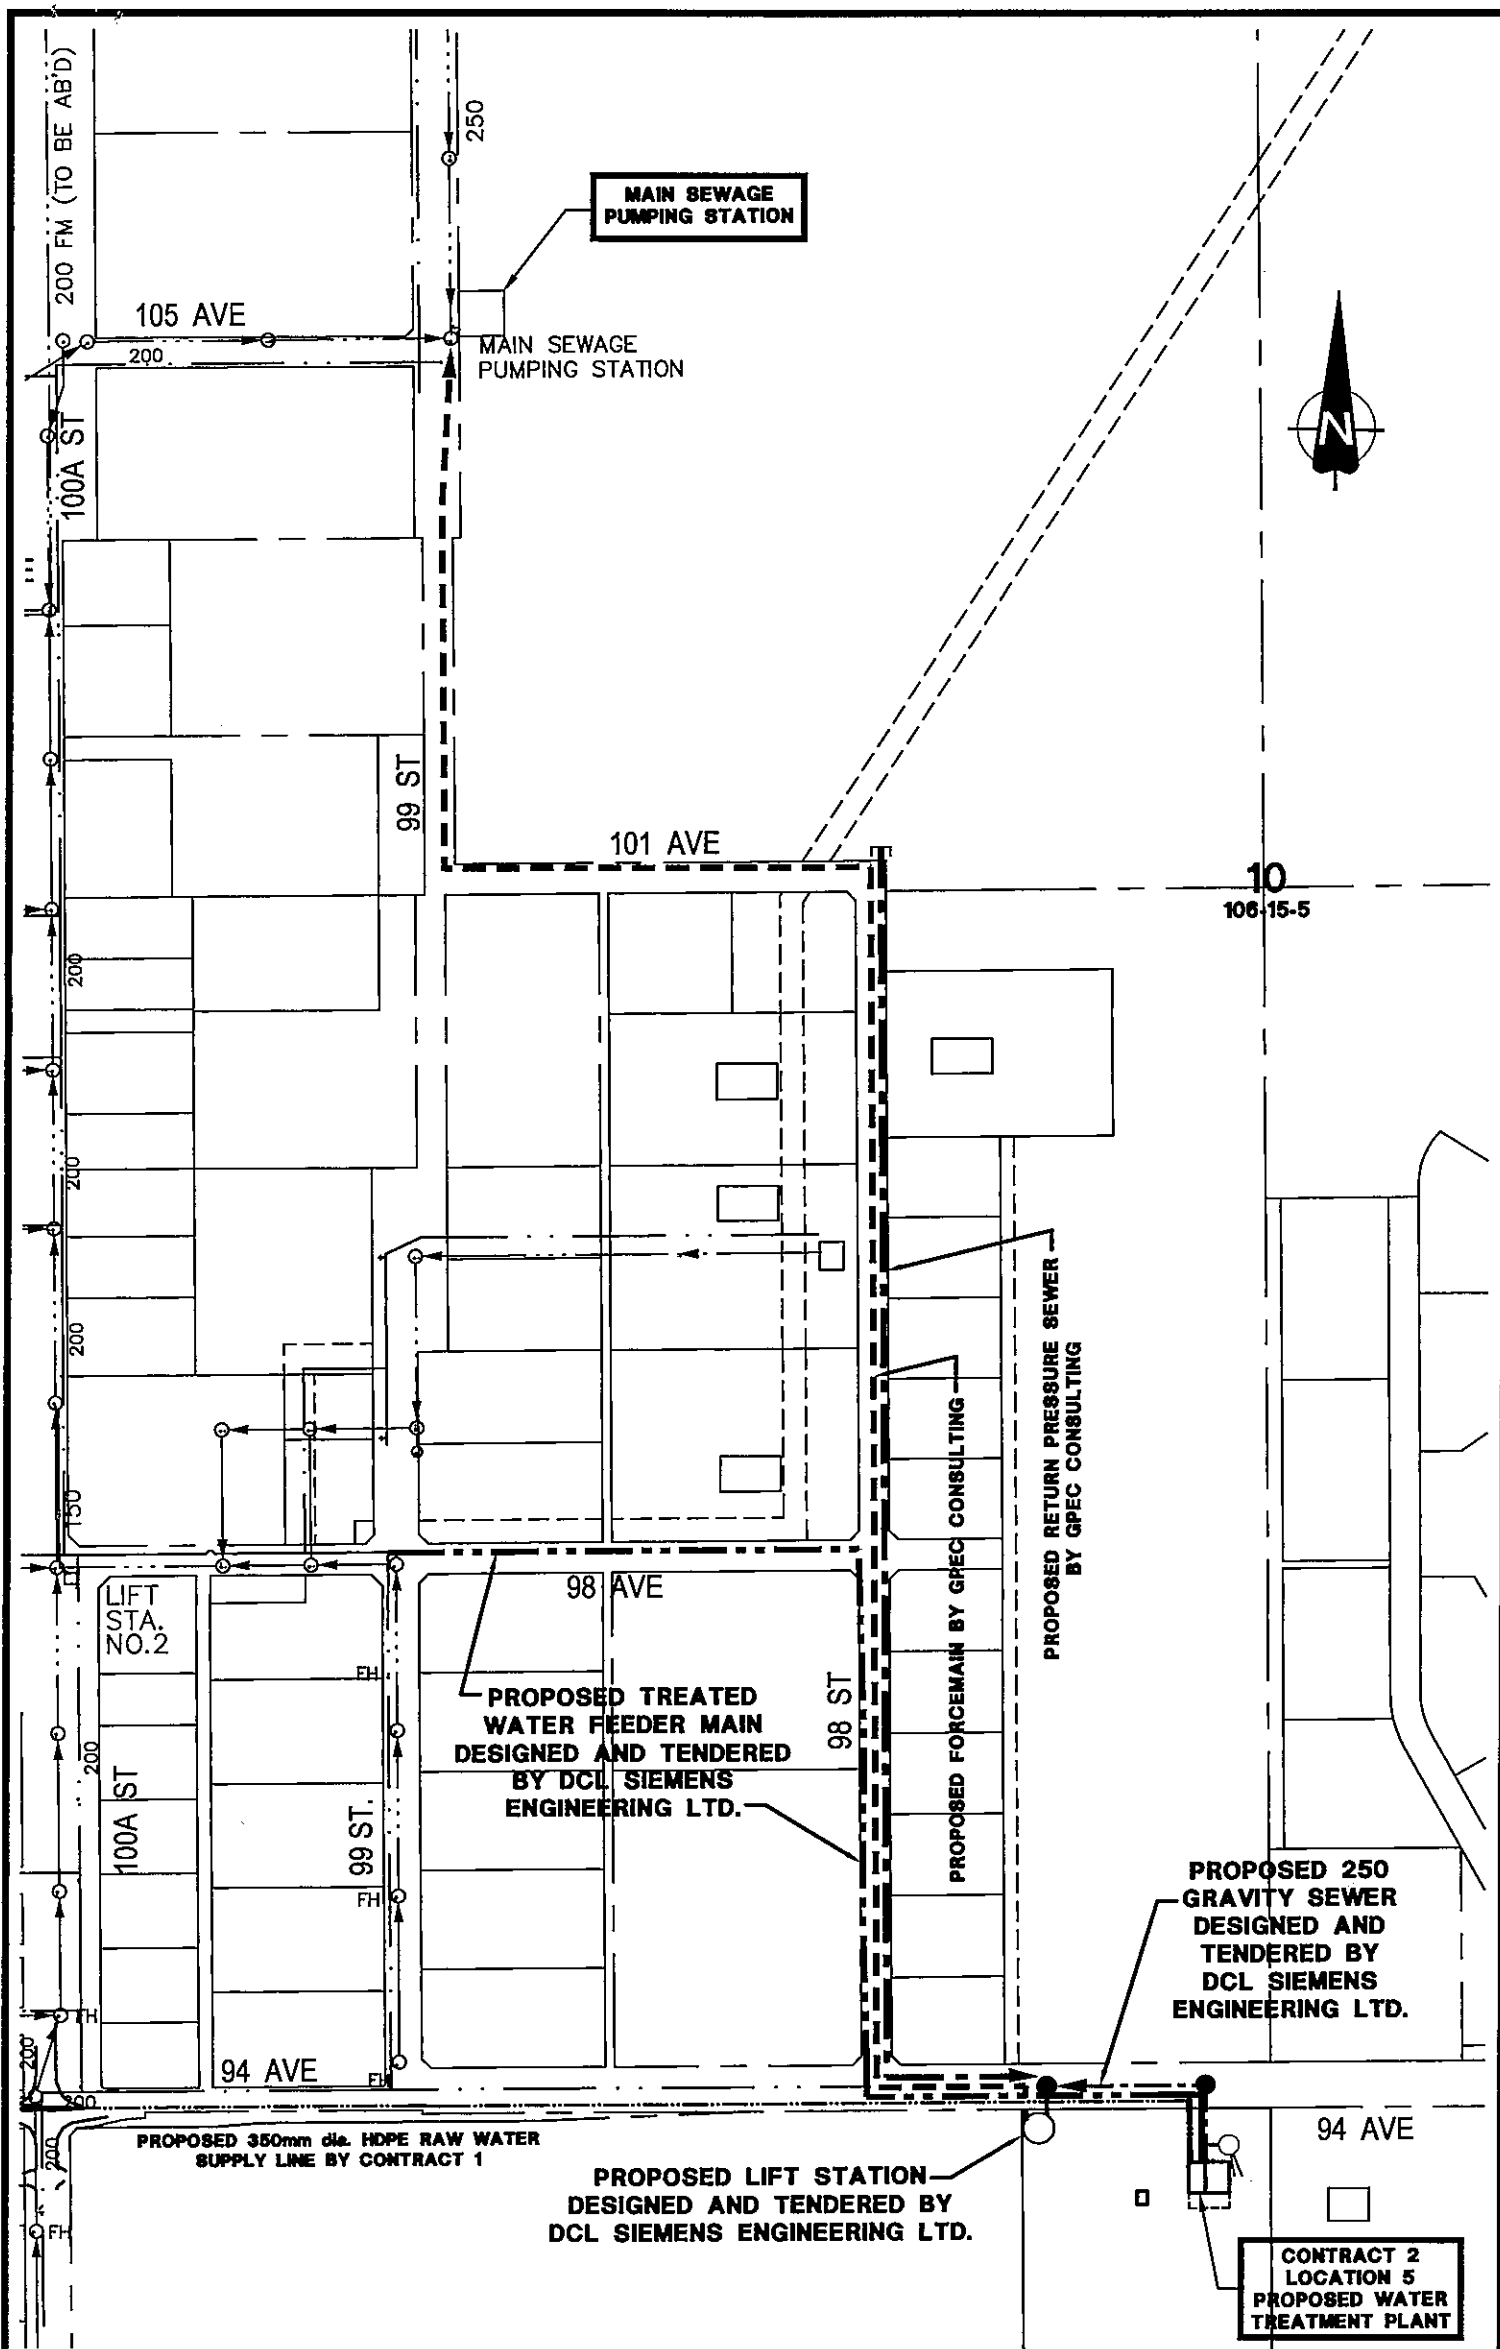 200 FM (TO BE AB'D)
250
MAIN SEWAGE
PUMPING STATION
105 AVE
200
MAIN SEWAGE
PUMPING STATION
100A ST
N
99 ST
101 AVE
10
106-15-5
200
200
200
150
PROPOSED RETURN PRESSURE SEWER
BY GPEC CONSULTING
PROPOSED FORCEMAIN BY GPEC CONSULTING
98 AVE
LIFT
STA.
NO.2
FH
PROPOSED TREATED
WATER FEEDER MAIN
DESIGNED AND TENDERED
BY DCL SIEMENS
ENGINEERING LTD.
98 ST
200
100A ST
99 ST.
FH
PROPOSED 250
GRAVITY SEWER
DESIGNED AND
TENDERED BY
DCL SIEMENS
ENGINEERING LTD.
FH
200
94 AVE
FH
200
94 AVE
PROPOSED 350mm dia. HDPE RAW WATER
SUPPLY LINE BY CONTRACT 1
200
FH
PROPOSED LIFT STATION
DESIGNED AND TENDERED BY
DCL SIEMENS ENGINEERING LTD.
CONTRACT 2
LOCATION 5
PROPOSED WATER
TREATMENT PLANT